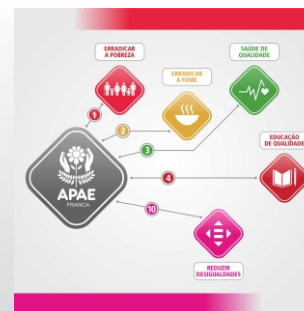 ERRADICAR
A POBREZA
ERRADICAR
A FOME
SAÚDE DE
QUALIDADE
1
2
3
EDUCAÇÃO
DE QUALIDADE
4
APAE
FRANCA
10
REDUZIR
DESIGUALDADES